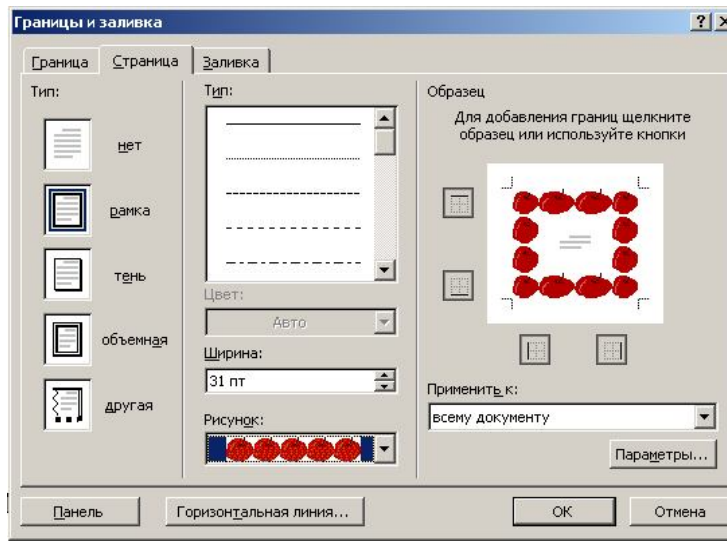 Границы и заливка
Граница
Страница
Заливка
Тип:
нет
рамка
тень
объемная
другая
Тип:
Цвет:
Авто
Ширина:
31 пт
Рисунок:
Образец
Для добавления границ щелкните
образец или используйте кнопки
Применить к:
всему документу
Параметры...
Панель
Горизонтальная линия...
ОК
Отмена